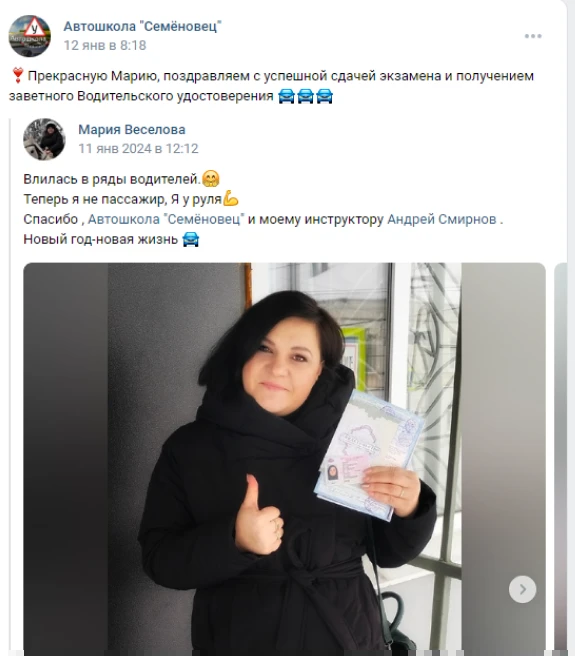 Автошкола "Семёновец"
12 янв в 8:18
❣Прекрасную Марию, поздравляем с успешной сдачей экзамена и получением
заветного Водительского удостоверения 🚘🚘🚘
Мария Веселова
11 янв 2024 в 12:12
Влилась в ряды водителей.🤗
Теперь я не пассажир, Я у руля💪
Спасибо , Автошкола "Семёновец" и моему инструктору Андрей Смирнов .
Новый год-новая жизнь 🚘